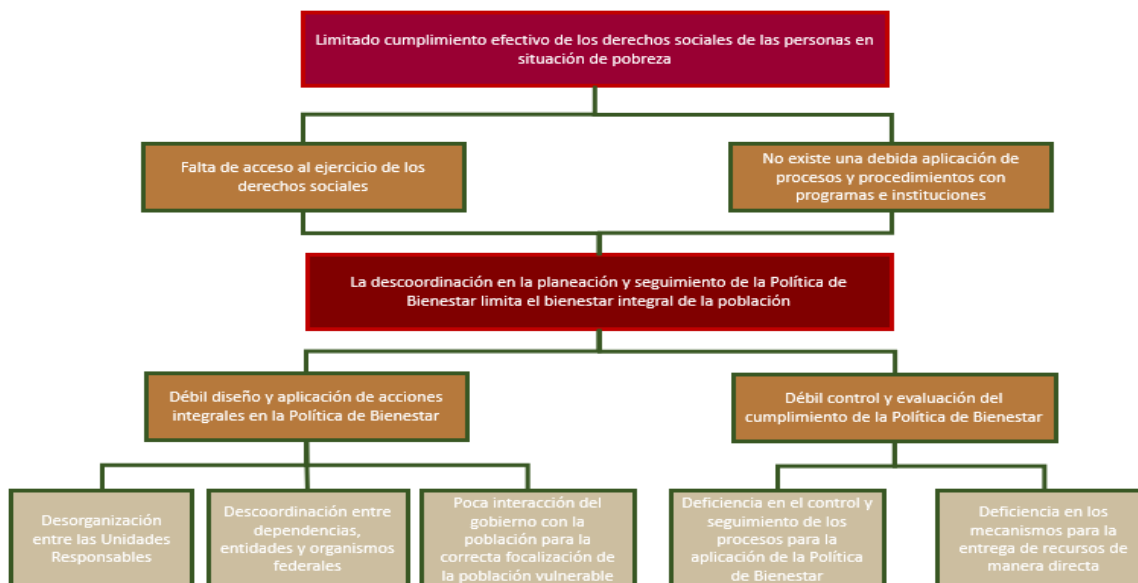 Limitado cumplimiento efectivo de los derechos sociales de las personas en
situación de pobreza
Falta de acceso al ejercicio de los
derechos sociales
No existe una debida aplicación de
procesos y procedimientos con
programas e instituciones
La descoordinación en la planeación y seguimiento de la Política de
Bienestar limita el bienestar integral de la población
Débil diseño y aplicación de acciones
integrales en la Política de Bienestar
Débil control y evaluación del
cumplimiento de la Política de Bienestar
Desorganización
entre las Unidades
Responsables
Descoordinación entre
dependencias,
entidades y organismos
federales
Poca interacción del
gobierno con la
población para la
correcta focalización de
la población vulnerable
Deficiencia en el control y
seguimiento de los
procesos para la
aplicación de la Política
de Bienestar
Deficiencia en los
mecanismos para la
entrega de recursos de
manera directa